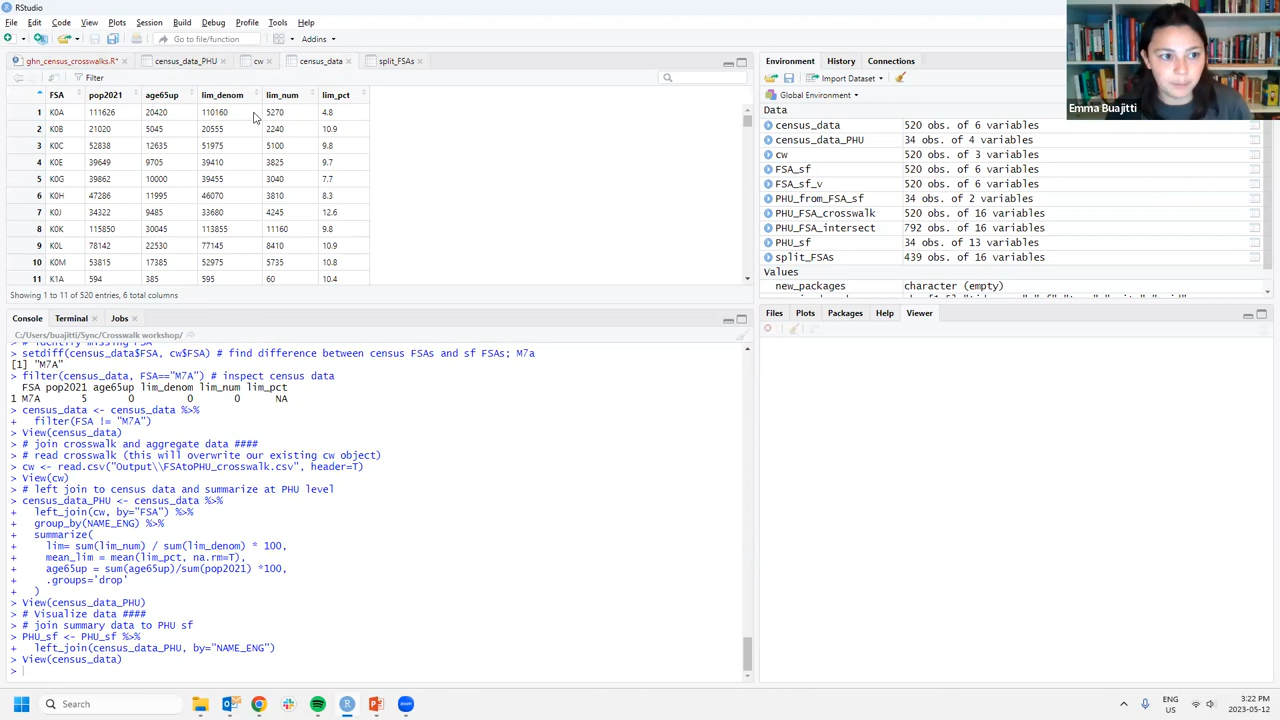 RStudio
File Edit Code View Plots Session Build Debug Profile Tools Help
Go to file/function Addins
ghn_census_crosswalks.R* census_data_PHU cw census_data split_FSAs
Filter
FSA pop2021 age65up lim_denom lim_num lim_pct
1 K0A 111626 20420 110160 5270 4.8
2 K0B 21020 5045 20555 2240 10.9
3 K0C 52838 12635 51975 5100 9.8
4 K0E 39649 9705 39410 3825 9.7
5 K0G 39862 10000 39455 3040 7.7
6 K0H 47286 11995 46070 3810 8.3
7 K0J 34322 9485 33680 4245 12.6
8 K0K 115850 30045 113855 11160 9.8
9 K0L 78142 22530 77145 8410 10.9
10 K0M 53815 17385 52975 5735 10.8
11 K1A 594 385 595 60 10.4
Showing 1 to 11 of 520 entries, 6 total columns
Console Terminal Jobs
C:/Users/buajitti/Sync/Crosswalk workshop/
> setdiff(census_data$FSA, cw$FSA) # find difference between census FSAs and sf FSAs; M7a
[1] "M7A"
> filter(census_data, FSA=="M7A") # inspect census data
FSA pop2021 age65up lim_denom lim_num lim_pct
1 M7A 5 0 0 0 NA
> census_data <- census_data %>%
+ filter(FSA != "M7A")
> View(census_data)
> # join crosswalk and aggregate data ####
> # read crosswalk (this will overwrite our existing cw object)
> cw <- read.csv("Output\\FSAtoPHU_crosswalk.csv", header=T)
> View(cw)
> # left join to census data and summarize at PHU level
> census_data_PHU <- census_data %>%
+ left_join(cw, by="FSA") %>%
+ group_by(NAME_ENG) %>%
+ summarize(
+ lim= sum(lim_num) / sum(lim_denom) * 100,
+ mean_lim = mean(lim_pct, na.rm=T),
+ age65up = sum(age65up)/sum(pop2021) *100,
+ .groups='drop'
+ )
> View(census_data_PHU)
> # Visualize data ####
> # join summary data to PHU sf
> PHU_sf <- PHU_sf %>%
+ left_join(census_data_PHU, by="NAME_ENG")
> View(census_data)
>
Environment History Connections
Import Dataset
Global Environment
Data
census_data 520 obs. of 6 variables
census_data_PHU 34 obs. of 4 variables
cw 520 obs. of 3 variables
FSA_sf 520 obs. of 6 variables
FSA_sf_v 520 obs. of 6 variables
PHU_from_FSA_sf 34 obs. of 2 variables
PHU_FSA_crosswalk 520 obs. of 16 variables
PHU_FSA_intersect 792 obs. of 16 variables
PHU_sf 34 obs. of 13 variables
split_FSAs 439 obs. of 16 variables
Values
new_packages character (empty)
Files Plots Packages Help Viewer
Emma Buajitti
Search
ENG
US
3:22 PM
2023-05-12